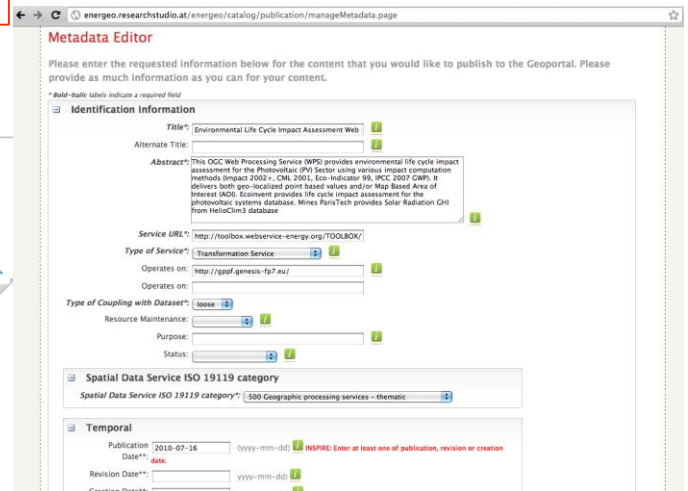 energeo.researchstudio.at/energeo/catalog/publication/manageMetadata.page
Metadata Editor
Please enter the requested information below for the content that you would like to publish to the Geoportal. Please
provide as much information as you can for your content.
* Bold-Italic labels indicate a required field
Identification Information
Title*: Environmental Life Cycle Impact Assessment Web
Alternate Title:
Abstract*: This OGC Web Processing Service (WPS) provides environmental life cycle impact
assessment for the Photovoltaic (PV) Sector using various impact computation
methods (Impact 2002+, CML 2001, Eco-Indicator 99, IPCC 2007 GWP). It
delivers both geo-localized point based values and/or Map Based Area of
Interest (AOI). Ecoinvent provides life cycle impact assessment for the
photovoltaic systems database. Mines ParisTech provides Solar Radiation GHI
from HelioClim3 database
Service URL*: http://toolbox.webservice-energy.org/TOOLBOX/
Type of Service*: Transformation Service
Operates on: http://gppf.genesis-fp7.eu/
Operates on:
Type of Coupling with Dataset*: loose
Resource Maintenance:
Purpose:
Status:
Spatial Data Service ISO 19119 category
Spatial Data Service ISO 19119 category*: 500 Geographic processing services - thematic
Temporal
Publication Date**: 2010-07-16 (yyyy-mm-dd) INSPIRE: Enter at least one of publication, revision or creation
date.
Revision Date**: yyyy-mm-dd)
Creation Date**: (yyyy-mm-dd)